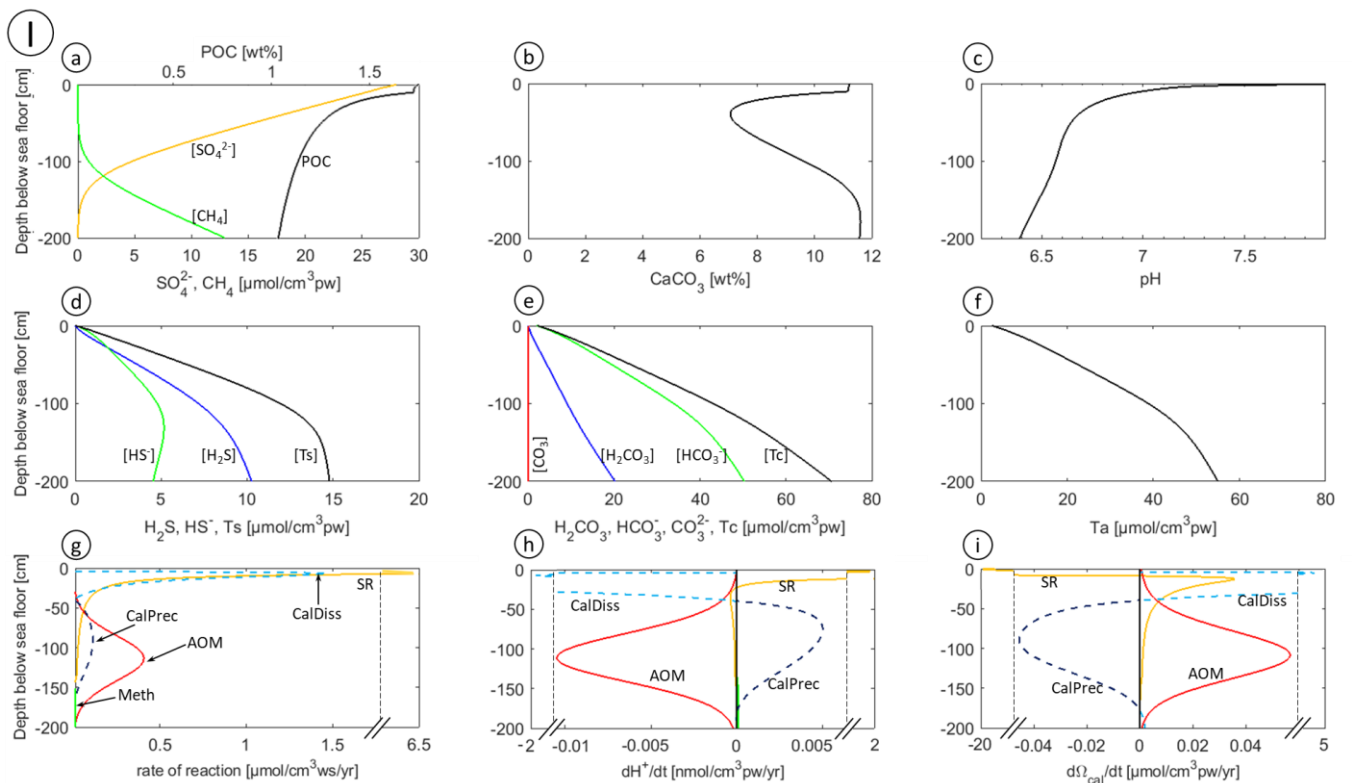 I
a
POC [wt%]
0.5 1 1.5
Depth below sea floor [cm]
0
-100
-200
[SO₄²⁻]
POC
[CH₄]
0 5 10 15 20 25 30
SO₄²⁻, CH₄ [µmol/cm³pw]
b
0
-100
-200
0 2 4 6 8 10 12
CaCO₃ [wt%]
c
0
-100
-200
6.5 7 7.5
pH
d
Depth below sea floor [cm]
0
-100
-200
[HS⁻] [H₂S] [Ts]
0 5 10 15 20
H₂S, HS⁻, Ts [µmol/cm³pw]
e
0
-100
-200
[CO₃] [H₂CO₃] [HCO₃⁻] [Tc]
0 20 40 60 80
H₂CO₃, HCO₃⁻, CO₃²⁻, Tc [µmol/cm³pw]
f
0
-100
-200
0 20 40 60 80
Ta [µmol/cm³pw]
g
Depth below sea floor [cm]
0
-50
-100
-150
-200
SR
CalDiss
CalPrec
AOM
Meth
0.5 1 1.5 6.5
rate of reaction [µmol/cm³ws/yr]
h
0
-50
-100
-150
-200
SR
CalDiss
AOM
CalPrec
-2 -0.01 -0.005 0 0.005 2
dH⁺/dt [nmol/cm³pw/yr]
i
0
-50
-100
-150
-200
SR
CalDiss
CalPrec
AOM
-20 -0.04 -0.02 0 0.02 0.04 5
dΩcal/dt [µmol/cm³pw/yr]